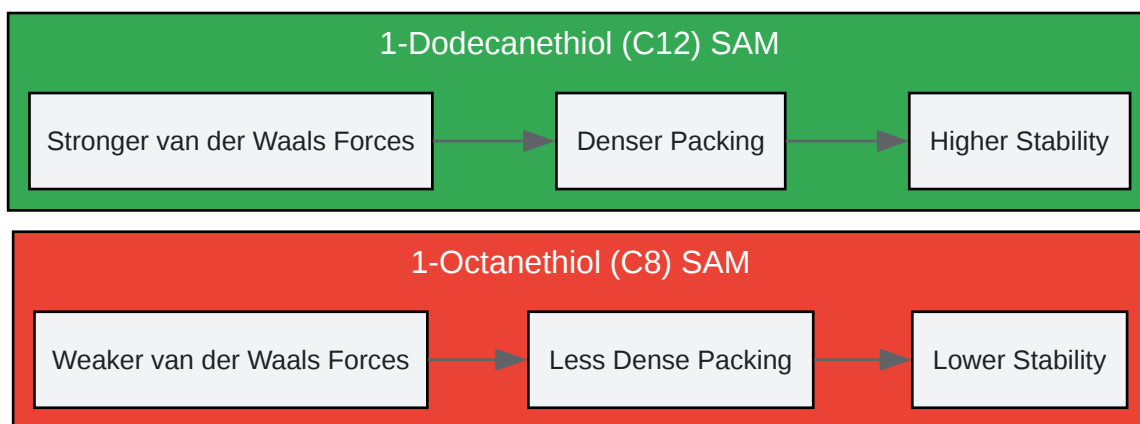 1-Dodecanethiol (C12) SAM
Stronger van der Waals Forces
Denser Packing
Higher Stability
1-Octanethiol (C8) SAM
Weaker van der Waals Forces
Less Dense Packing
Lower Stability